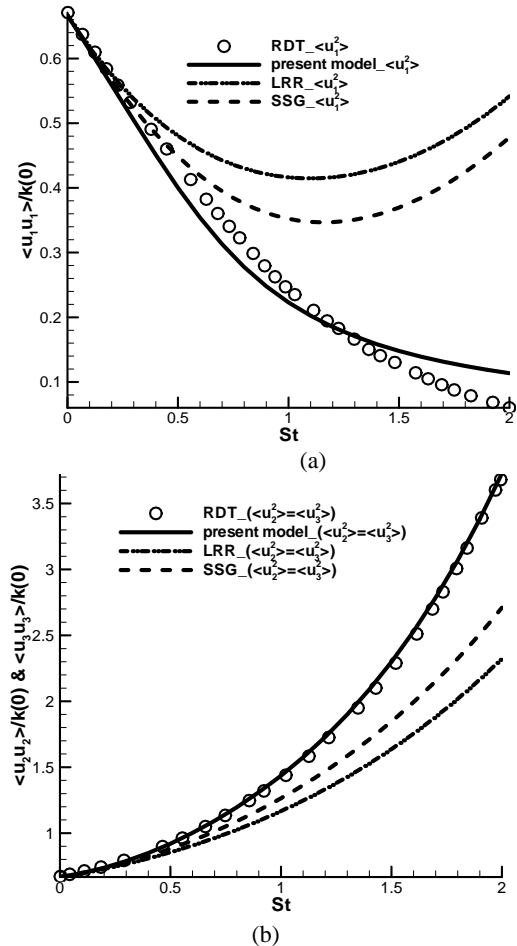 RDT_<u₁²>
present model_<u₁²>
LRR_<u₁²>
SSG_<u₁²>
<u₁u₁>/k(0)
0.6
0.5
0.4
0.3
0.2
0.1
0
0.5
1
1.5
2
St
(a)
RDT_(<u₂²>=<u₃²>)
present model_(<u₂²>=<u₃²>)
LRR_(<u₂²>=<u₃²>)
SSG_(<u₂²>=<u₃²>)
<u₂u₂>/k(0) & <u₃u₃>/k(0)
3.5
3
2.5
2
1.5
1
0
0.5
1
1.5
2
St
(b)